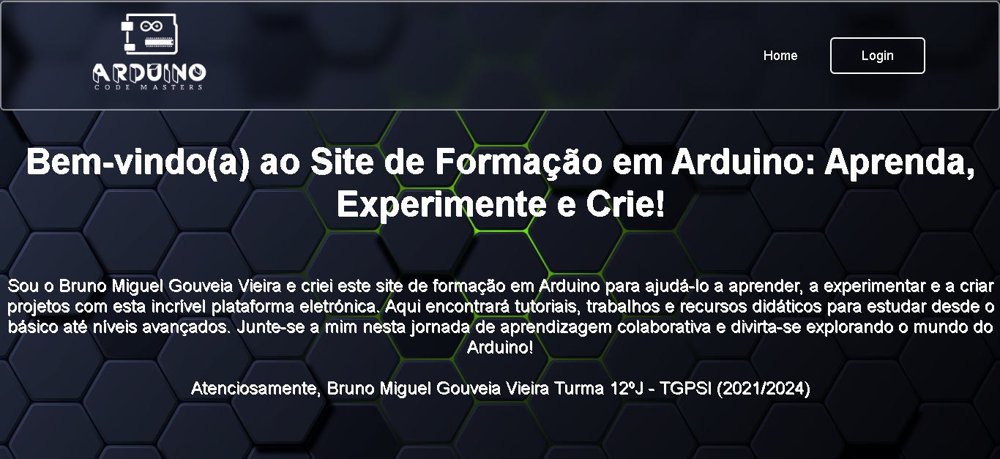 ARDUINO
CODE MASTERS
Home
Login
Bem-vindo(a) ao Site de Formação em Arduino: Aprenda,
Experimente e Crie!
Sou o Bruno Miguel Gouveia Vieira e criei este site de formação em Arduino para ajudá-lo a aprender, a experimentar e a criar
projetos com esta incrível plataforma eletrónica. Aqui encontrará tutoriais, trabalhos e recursos didáticos para estudar desde o
básico até níveis avançados. Junte-se a mim nesta jornada de aprendizagem colaborativa e divirta-se explorando o mundo do
Arduino!
Atenciosamente, Bruno Miguel Gouveia Vieira Turma 12ºJ - TGPSI (2021/2024)